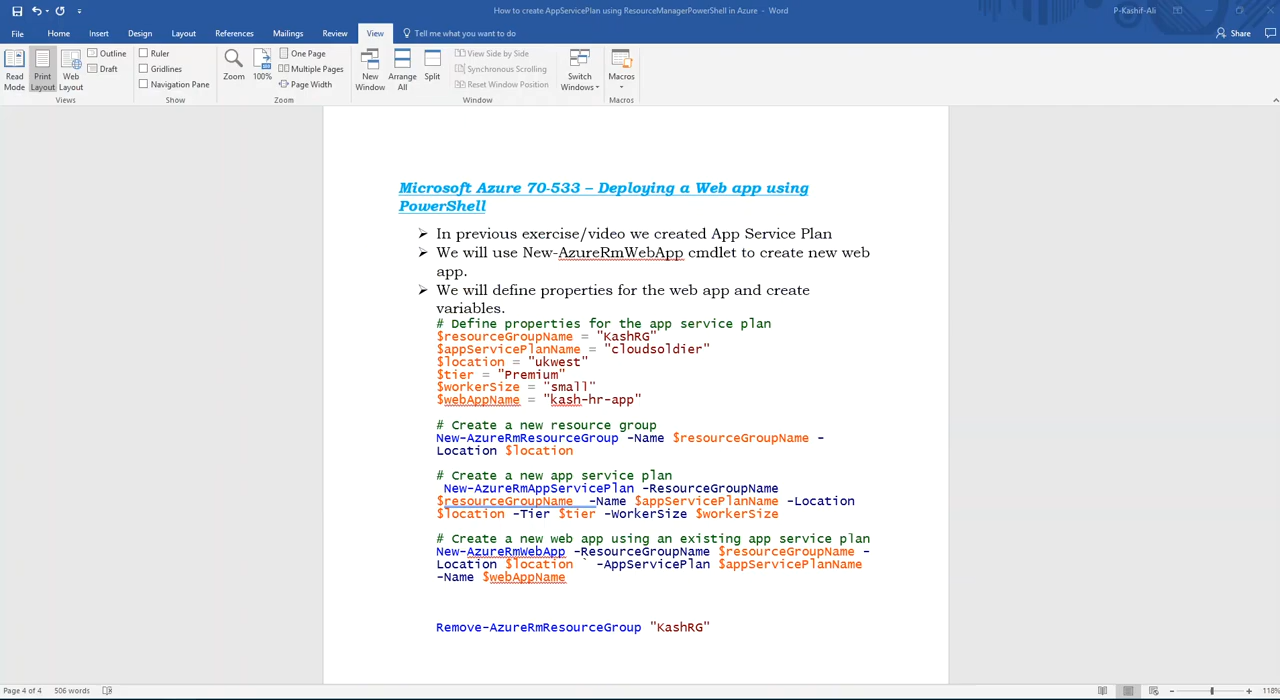 How to create AppServicePlan using ResourceManagerPowerShell in Azure - Word
P-Kashif-Ali
File Home Insert Design Layout References Mailings Review View Tell me what you want to do Share
Read Mode
Print Layout
Web Layout
Outline
Draft
Views
Ruler
Gridlines
Navigation Pane
Show
Zoom
100%
One Page
Multiple Pages
Page Width
Zoom
New Window
Arrange All
Split
View Side by Side
Synchronous Scrolling
Reset Window Position
Window
Switch Windows
Macros
Macros
Microsoft Azure 70-533 – Deploying a Web app using
PowerShell
➢ In previous exercise/video we created App Service Plan
➢ We will use New-AzureRmWebApp cmdlet to create new web
app.
➢ We will define properties for the web app and create
variables.
# Define properties for the app service plan
$resourceGroupName = "KashRG"
$appServicePlanName = "cloudsoldier"
$location = "ukwest"
$tier = "Premium"
$workerSize = "small"
$webAppName = "kash-hr-app"
# Create a new resource group
New-AzureRmResourceGroup -Name $resourceGroupName -
Location $location
# Create a new app service plan
New-AzureRmAppServicePlan -ResourceGroupName
$resourceGroupName -Name $appServicePlanName -Location
$location -Tier $tier -WorkerSize $workerSize
# Create a new web app using an existing app service plan
New-AzureRmWebApp -ResourceGroupName $resourceGroupName -
Location $location ` -AppServicePlan $appServicePlanName
-Name $webAppName
Remove-AzureRmResourceGroup "KashRG"
Page 4 of 4 506 words 118%